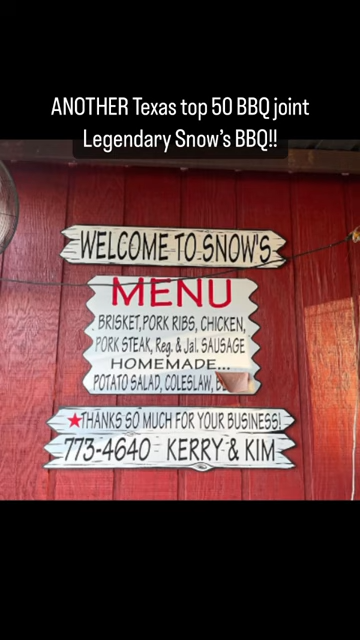 ANOTHER Texas top 50 BBQ joint
Legendary Snow's BBQ!!
WELCOME TO SNOW'S
MENU
BRISKET, PORK RIBS, CHICKEN,
PORK STEAK, Reg. & Jal. SAUSAGE
HOMEMADE...
POTATO SALAD, COLESLAW,
THANKS SO MUCH FOR YOUR BUSINESS!
773-4640 KERRY & KIM